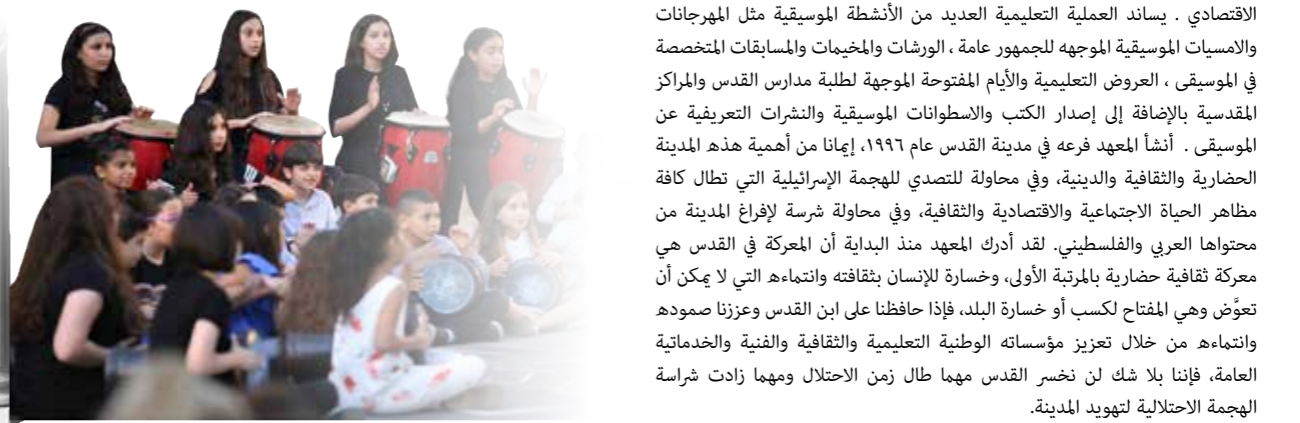 الاقتصادي . يساند العملية التعليمية العديد من الأنشطة الموسيقية مثل المهرجانات
والامسيات الموسيقية الموجهه للجمهور عامة ، الورشات والمخيمات والمسابقات المتخصصة
في الموسيقى ، العروض التعليمية والأيام المفتوحة الموجهة لطلبة مدارس القدس والمراكز
المقدسية بالإضافة إلى إصدار الكتب والاسطوانات الموسيقية والنشرات التعريفية عن
الموسيقى . أنشأ المعهد فرعه في مدينة القدس عام ١٩٩٦، إيمانا من أهمية هذه المدينة
الحضارية والثقافية والدينية، وفي محاولة للتصدي للهجمة الإسرائيلية التي تطال كافة
مظاهر الحياة الاجتماعية والاقتصادية والثقافية، وفي محاولة شرسة لإفراغ المدينة من
محتواها العربي والفلسطيني. لقد أدرك المعهد منذ البداية أن المعركة في القدس هي
معركة ثقافية حضارية بالمرتبة الأولى، وخسارة للإنسان بثقافته وانتماءه التي لا يمكن أن
تعوَّض وهي المفتاح لكسب أو خسارة البلد، فإذا حافظنا على ابن القدس وعززنا صموده
وانتماءه من خلال تعزيز مؤسساته الوطنية التعليمية والثقافية والفنية والخدماتية
العامة، فإننا بلا شك لن نخسر القدس مهما طال زمن الاحتلال ومهما زادت شراسة
الهجمة الاحتلالية لتهويد المدينة.